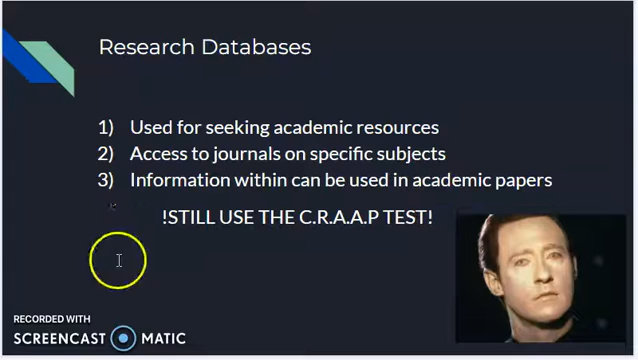 Research Databases
1) Used for seeking academic resources
2) Access to journals on specific subjects
3) Information within can be used in academic papers
!STILL USE THE C.R.A.A.P TEST!
RECORDED WITH
SCREENCAST MATIC